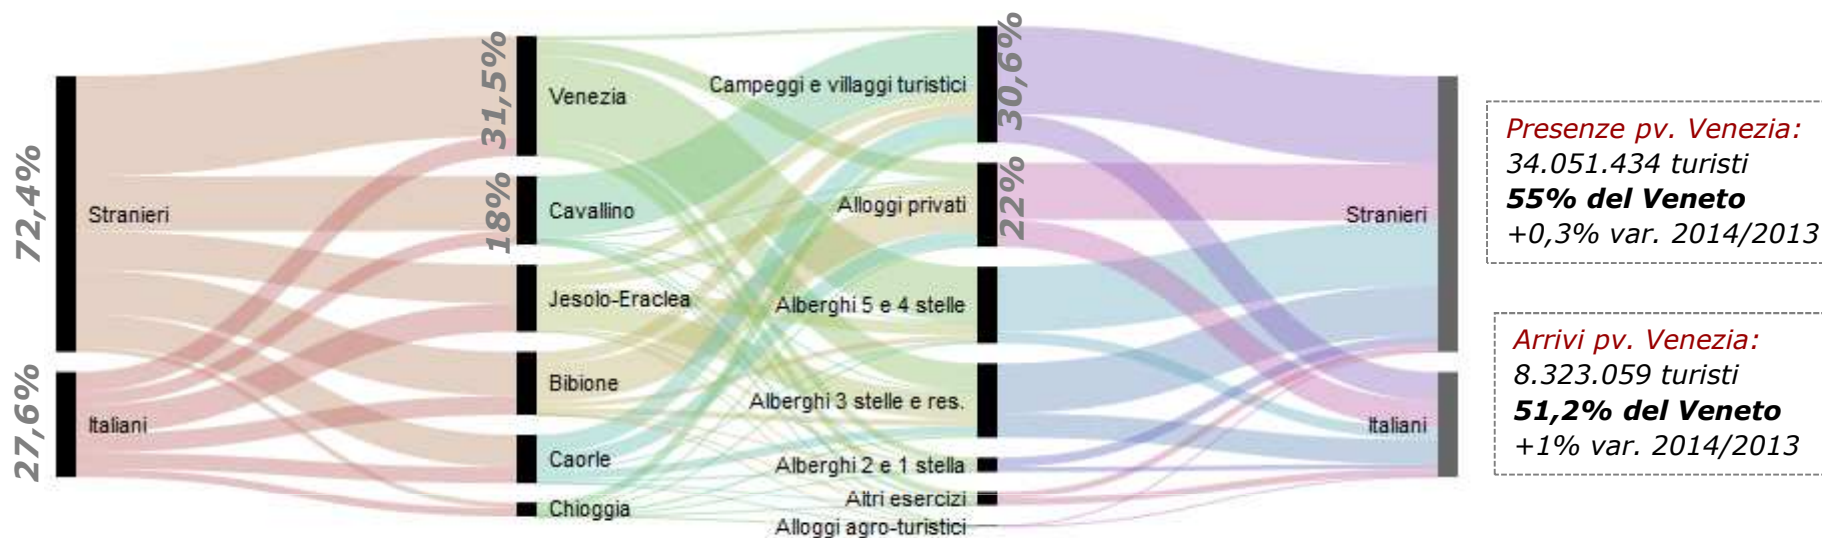 72,4%
27,6%
Stranieri
Italiani
31,5%
18%
Venezia
Cavallino
Jesolo-Eraclea
Bibione
Caorle
Chioggia
Campeggi e villaggi turistici
Alloggi privati
Alberghi 5 e 4 stelle
Alberghi 3 stelle e res.
Alberghi 2 e 1 stella
Altri esercizi
Alloggi agro-turistici
30,6%
22%
Stranieri
Italiani
Presenze pv. Venezia:
34.051.434 turisti
55% del Veneto
+0,3% var. 2014/2013
Arrivi pv. Venezia:
8.323.059 turisti
51,2% del Veneto
+1% var. 2014/2013